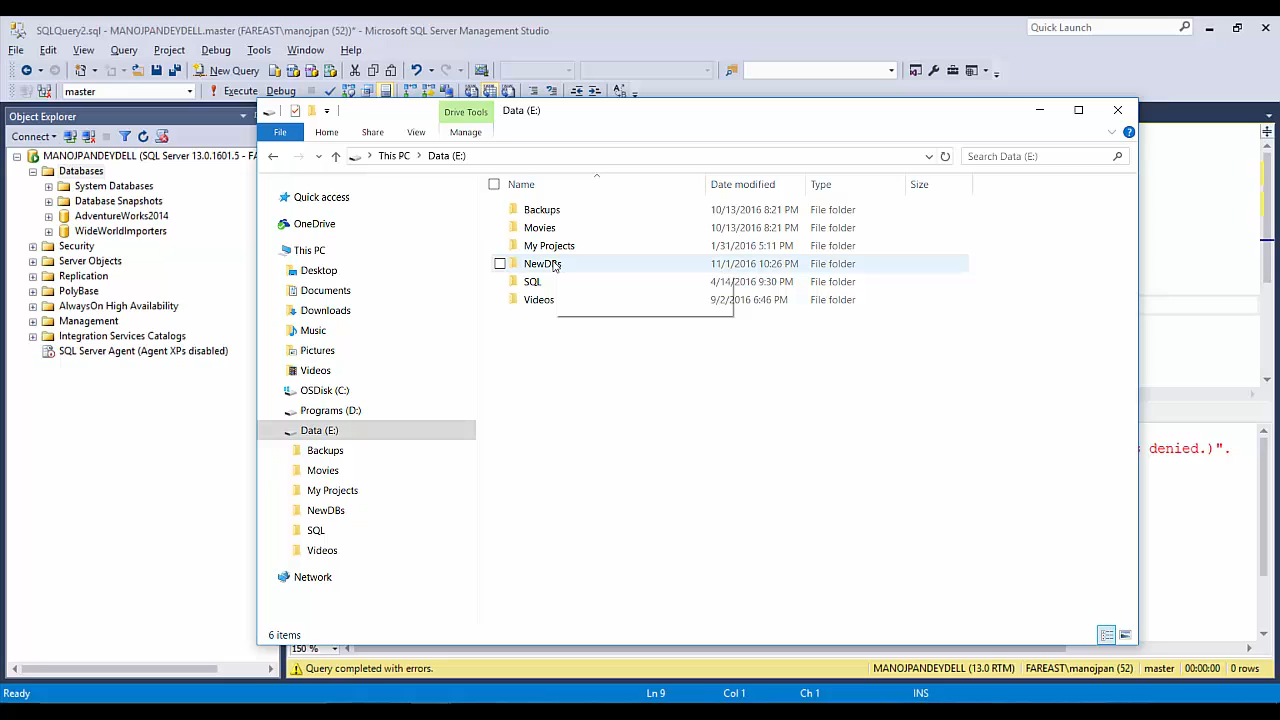 SQLQuery2.sql - MANOJPANDEYDELL.master (FAREAST\manojpan (52))* - Microsoft SQL Server Management Studio
Quick Launch
File Edit View Query Project Debug Tools Window Help
New Query
master
Execute Debug
Object Explorer
Drive Tools
Data (E:)
File Home Share View Manage
Connect
This PC > Data (E:)
Search Data (E:)
MANOJPANDEYDELL (SQL Server 13.0.1601.5 - FA
Databases
System Databases
Database Snapshots
AdventureWorks2014
WideWorldImporters
Security
Server Objects
Replication
PolyBase
AlwaysOn High Availability
Management
Integration Services Catalogs
SQL Server Agent (Agent XPs disabled)
Quick access
OneDrive
This PC
Desktop
Documents
Downloads
Music
Pictures
Videos
OSDisk (C:)
Programs (D:)
Data (E:)
Backups
Movies
My Projects
NewDBs
SQL
Videos
Network
Name Date modified Type Size
Backups 10/13/2016 8:21 PM File folder
Movies 10/13/2016 8:21 PM File folder
My Projects 1/31/2016 5:11 PM File folder
NewDBs 11/1/2016 10:26 PM File folder
SQL 4/14/2016 9:30 PM File folder
Videos 9/2/2016 6:46 PM File folder
denied.)".
6 items
150 %
Query completed with errors.
MANOJPANDEYDELL (13.0 RTM) FAREAST\manojpan (52) master 00:00:00 0 rows
Ready Ln 9 Col 1 Ch 1 INS